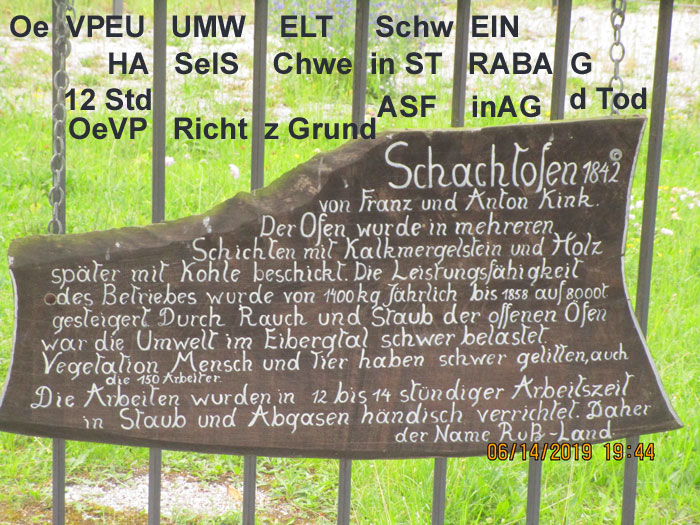 Oe VPEU UMW ELT Schw EIN
HA SelS Chwe in ST RABA G
12 Std ASF inAG d Tod
OeVP Richt z Grund
Schachtofen 1842 ©
von Franz und Anton Kink.
Der Ofen wurde in mehreren
Schichten mit Kalkmergelstein und Holz
später mit Kohle beschickt. Die Leistungsfähigkeit
des Betriebes wurde von 1400 kg Jährlich bis 1858 auf 8000t
gesteigert. Durch Rauch und Staub der offenen Öfen
war die Umwelt im Eibergtal schwer belastet.
Vegetation, Mensch und Tier haben schwer gelitten, auch
die 150 Arbeiter.
Die Arbeiten wurden in 12 bis 14 stündiger Arbeitszeit
in Staub und Abgasen händisch verrichtet. Daher
der Name Ruß-Land.
06/14/2019 19:44